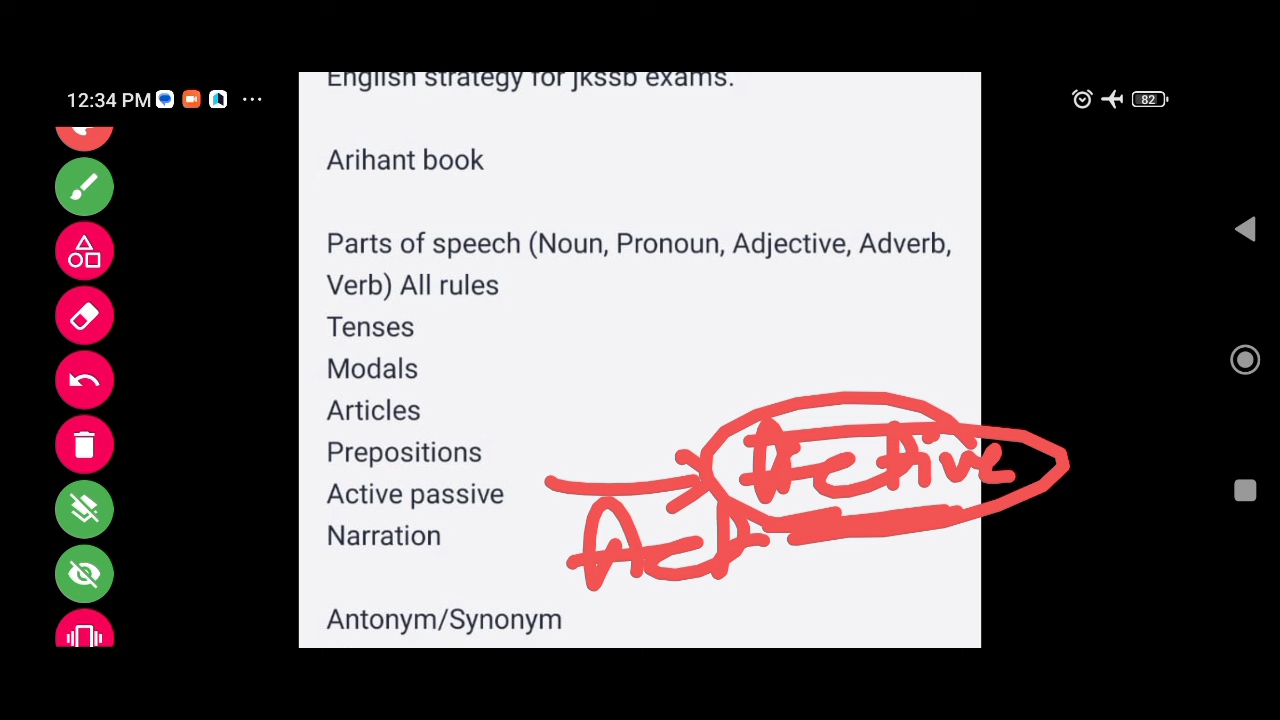 12:34 PM ...
82
English strategy for jkssb exams.
Arihant book
Parts of speech (Noun, Pronoun, Adjective, Adverb,
Verb) All rules
Tenses
Modals
Articles
Prepositions
Active
Active passive
Act
Narration
Antonym/Synonym